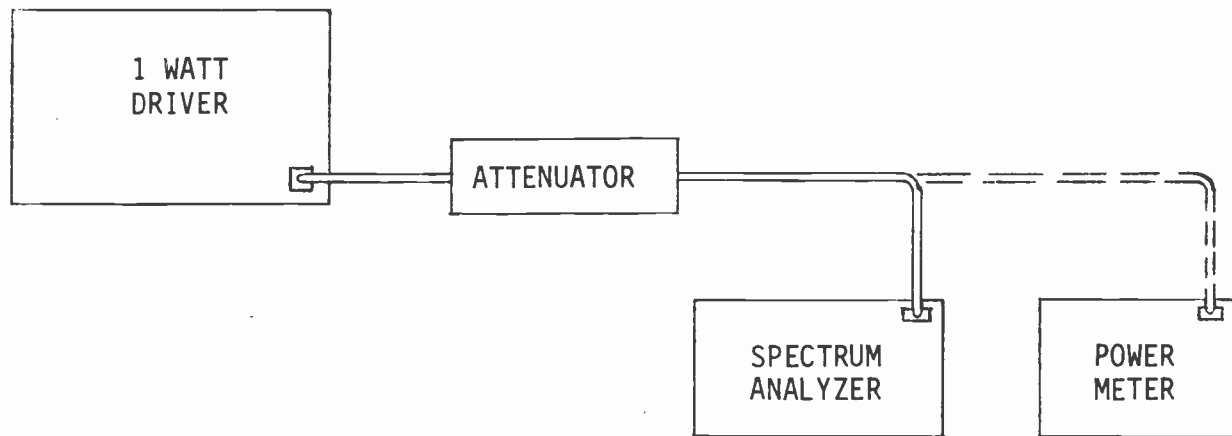 1 WATT
DRIVER
ATTENUATOR
SPECTRUM
ANALYZER
POWER
METER